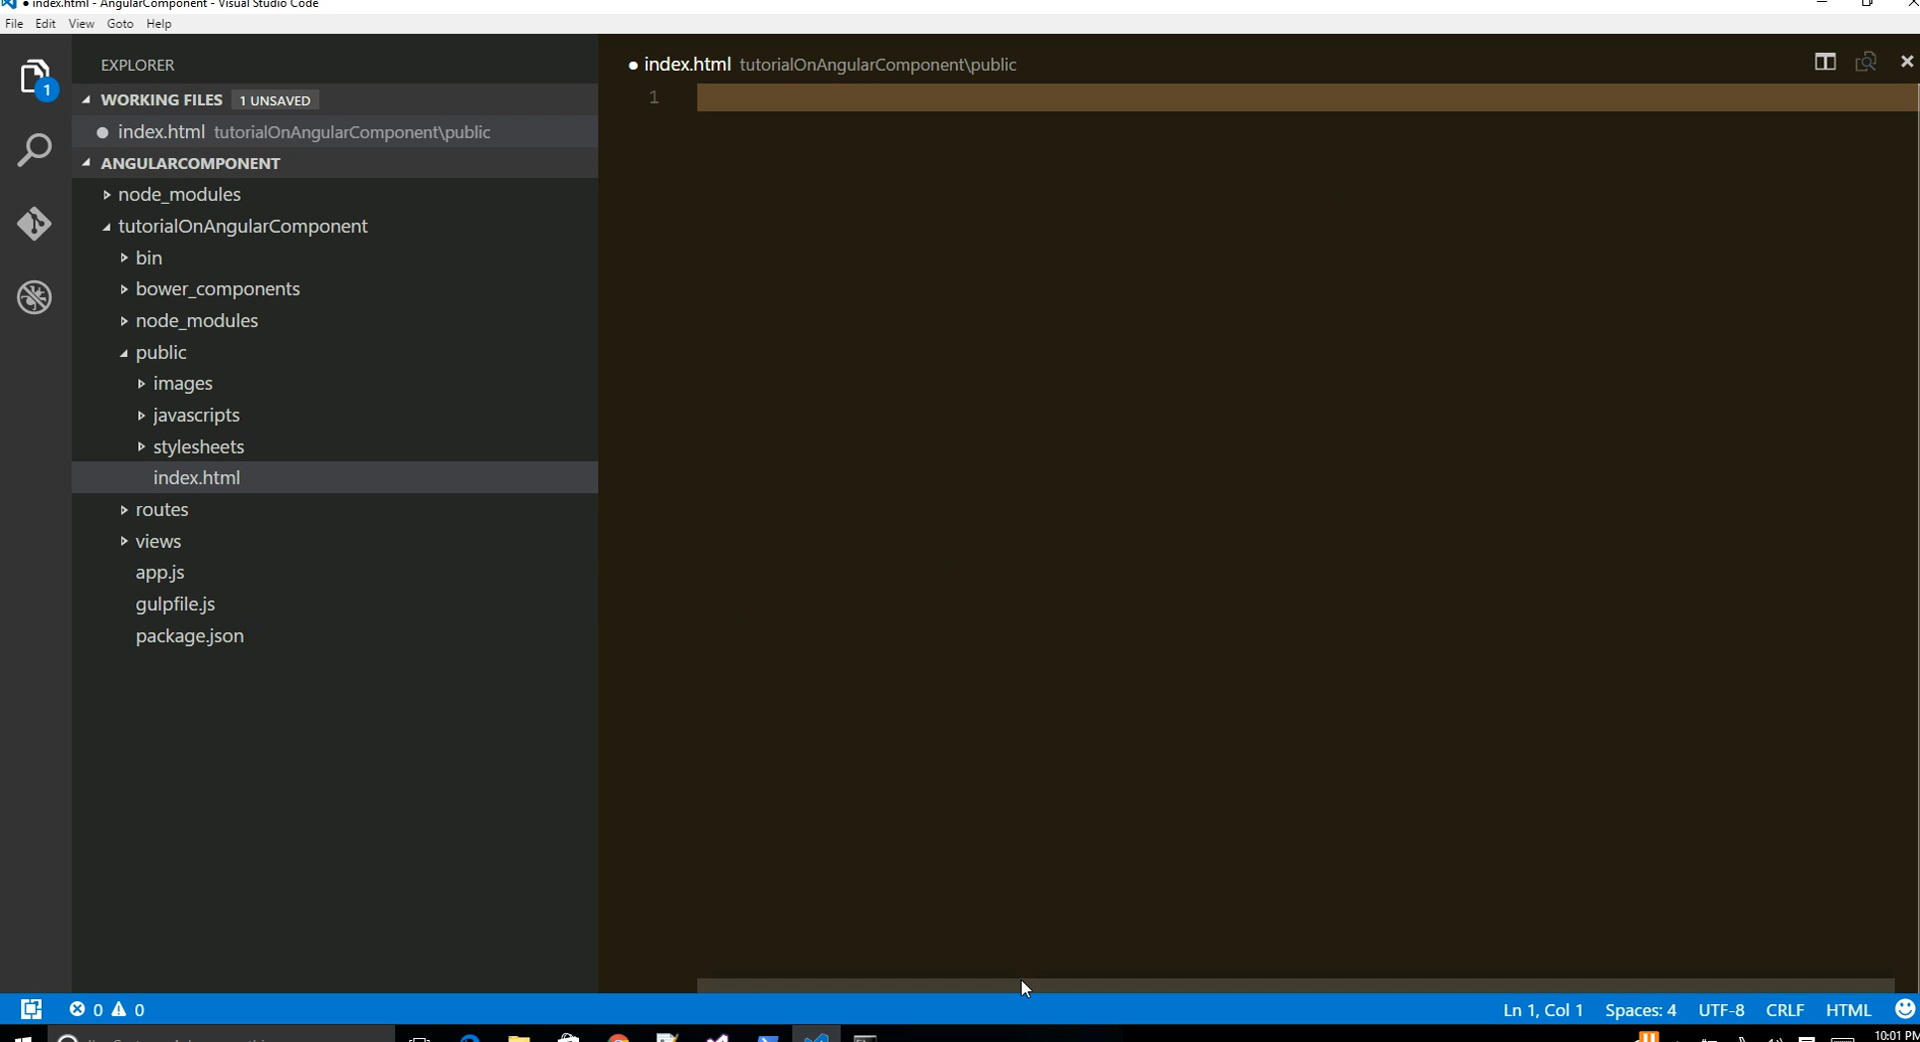 index.html - AngularComponent - Visual Studio Code
File Edit View Goto Help
EXPLORER
1
WORKING FILES 1 UNSAVED
index.html tutorialOnAngularComponent\public
ANGULARCOMPONENT
node_modules
tutorialOnAngularComponent
bin
bower_components
node_modules
public
images
javascripts
stylesheets
index.html
routes
views
app.js
gulpfile.js
package.json
index.html tutorialOnAngularComponent\public
1
0 0
Ln 1, Col 1 Spaces: 4 UTF-8 CRLF HTML
10:01 PM